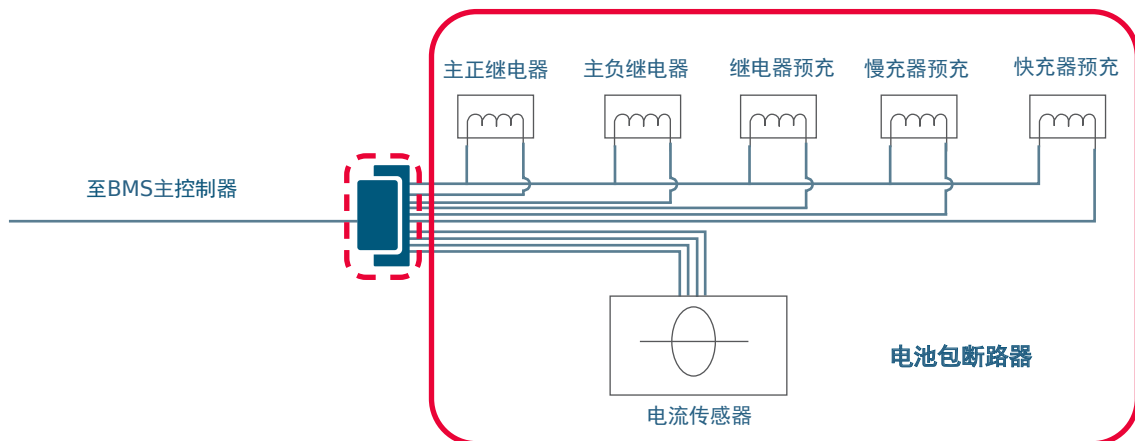 主正继电器
主负继电器
继电器预充
慢充器预充
快充器预充
至BMS主控制器
电池包断路器
电流传感器